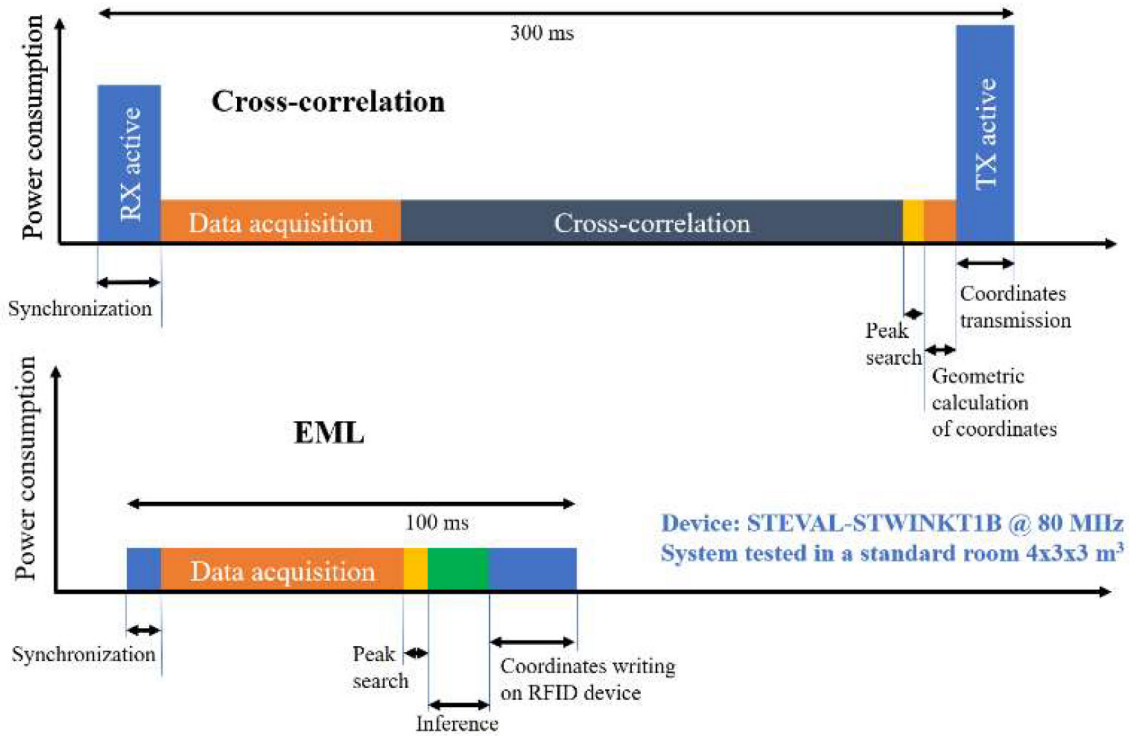 Power consumption
300 ms
Cross-correlation
RX active
TX active
Data acquisition
Cross-correlation
Synchronization
Peak
search
Coordinates
transmission
Geometric
calculation
of coordinates
Power consumption
EML
100 ms
Device: STEVAL-STWINKT1B @ 80 MHz
System tested in a standard room 4x3x3 m³
Data acquisition
Synchronization
Peak
search
Coordinates writing
on RFID device
Inference